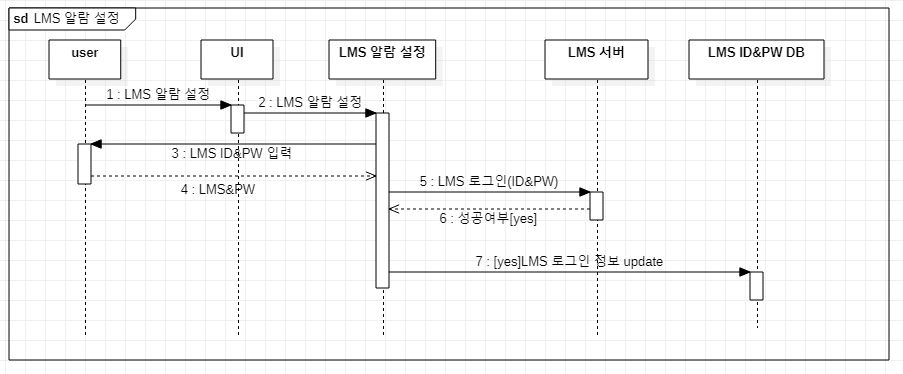 sd LMS 알람 설정
user
UI
LMS 알람 설정
LMS 서버
LMS ID&PW DB
1 : LMS 알람 설정
2 : LMS 알람 설정
3 : LMS ID&PW 입력
4 : LMS&PW
5 : LMS 로그인(ID&PW)
6 : 성공여부[yes]
7 : [yes]LMS 로그인 정보 update